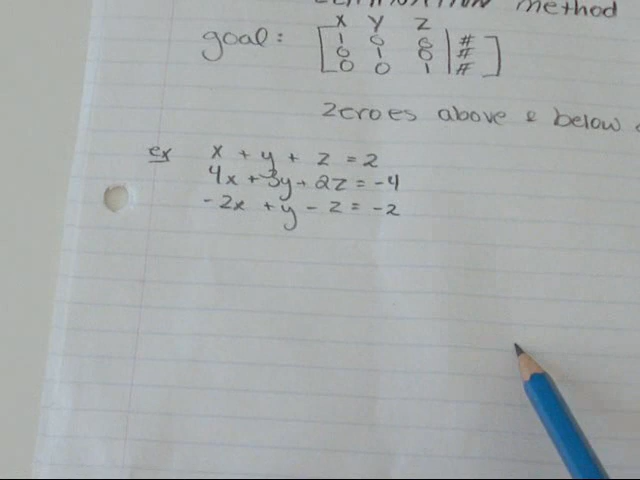 method
X Y Z
goal: [ 1 0 0 | #
0 1 0 | #
0 0 1 | # ]
zeroes above & below
ex x + y + z = 2
4x + 3y + 2z = -4
-2x + y - z = -2